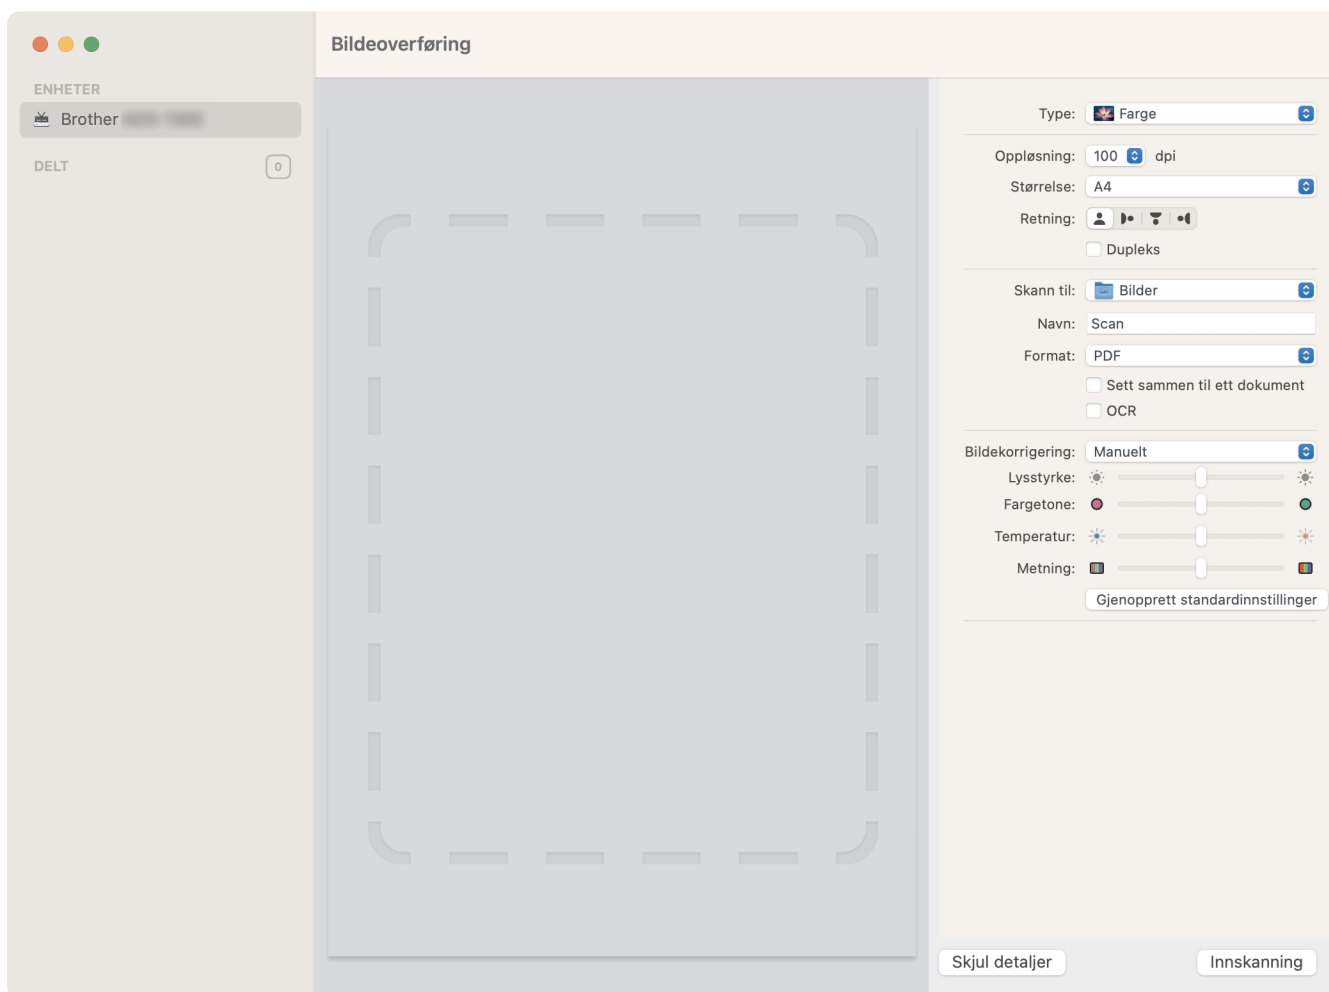 Bildeoverføring
ENHETER
Brother
DELT
0
Type: Farge
Oppløsning: 100 dpi
Størrelse: A4
Retning:
Dupleks
Skann til: Bilder
Navn: Scan
Format: PDF
Sett sammen til ett dokument
OCR
Bildekorrigering: Manuelt
Lysstyrke:
Fargetone:
Temperatur:
Metning:
Gjenopprett standardinnstillinger
Skjul detaljer
Innskanning